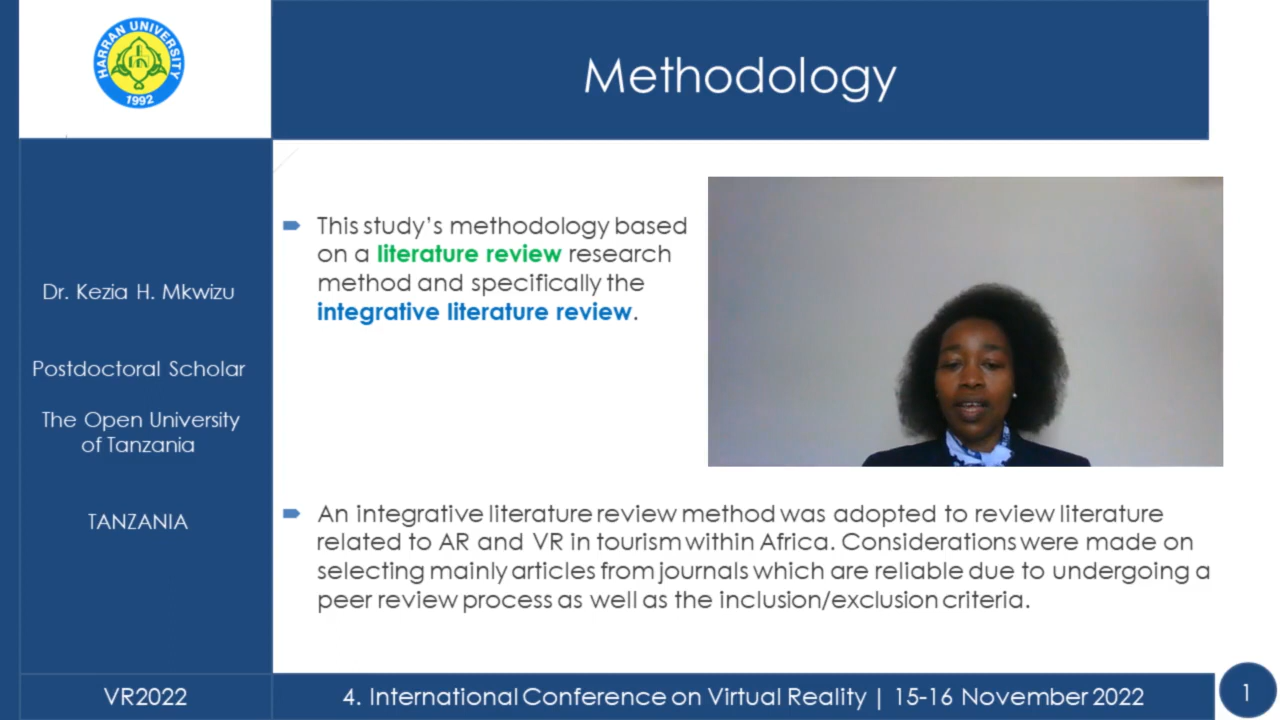 HARRAN UNIVERSITY
1992
Methodology
Dr. Kezia H. Mkwizu
Postdoctoral Scholar
The Open University
of Tanzania
TANZANIA
This study’s methodology based
on a literature review research
method and specifically the
integrative literature review.
An integrative literature review method was adopted to review literature
related to AR and VR in tourism within Africa. Considerations were made on
selecting mainly articles from journals which are reliable due to undergoing a
peer review process as well as the inclusion/exclusion criteria.
VR2022
4. International Conference on Virtual Reality | 15-16 November 2022
1